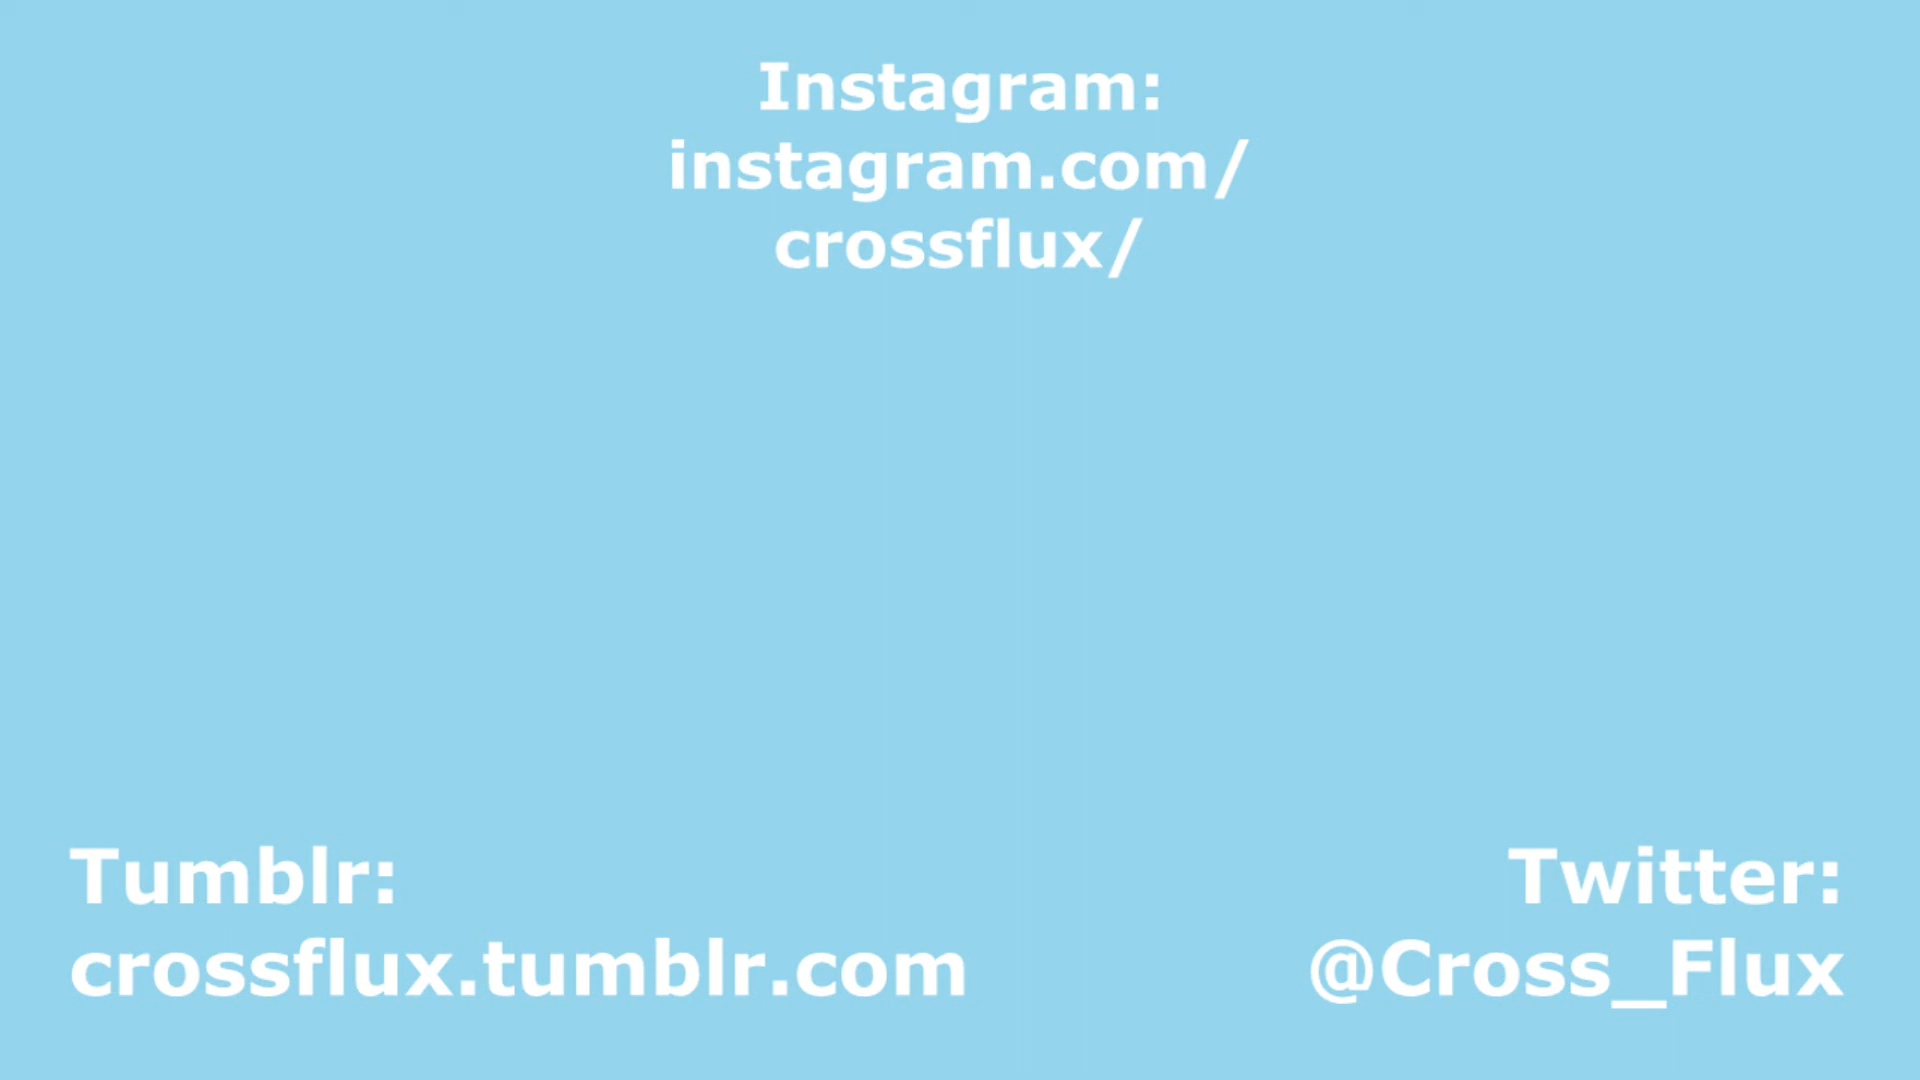 Instagram:
instagram.com/
crossflux/
Tumblr:
crossflux.tumblr.com
Twitter:
@Cross_Flux